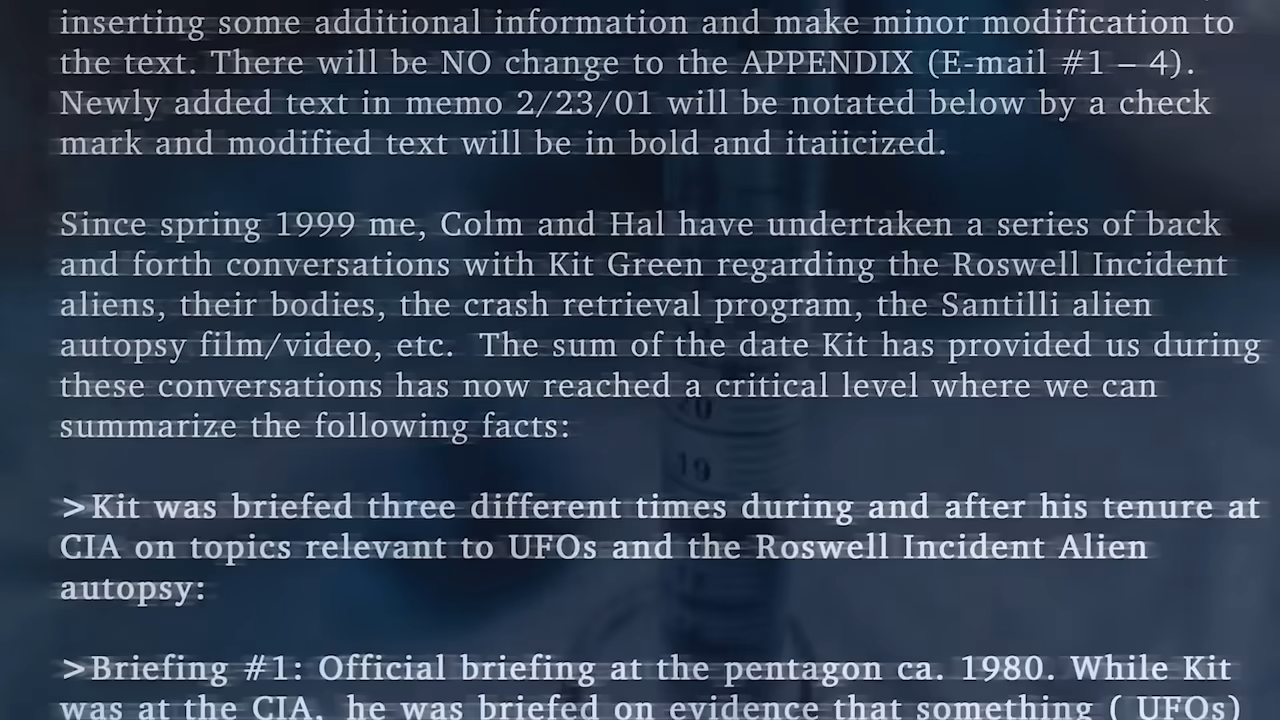 inserting some additional information and make minor modification to
the text. There will be NO change to the APPENDIX (E-mail #1 – 4).
Newly added text in memo 2/23/01 will be notated below by a check
mark and modified text will be in bold and itaiicized.
Since spring 1999 me, Colm and Hal have undertaken a series of back
and forth conversations with Kit Green regarding the Roswell Incident
aliens, their bodies, the crash retrieval program, the Santilli alien
autopsy film/video, etc.  The sum of the date Kit has provided us during
these conversations has now reached a critical level where we can
summarize the following facts:
20
19
>Kit was briefed three different times during and after his tenure at
CIA on topics relevant to UFOs and the Roswell Incident Alien
autopsy:
>Briefing #1: Official briefing at the pentagon ca. 1980. While Kit
was at the CIA, he was briefed on evidence that something ( UFOs)